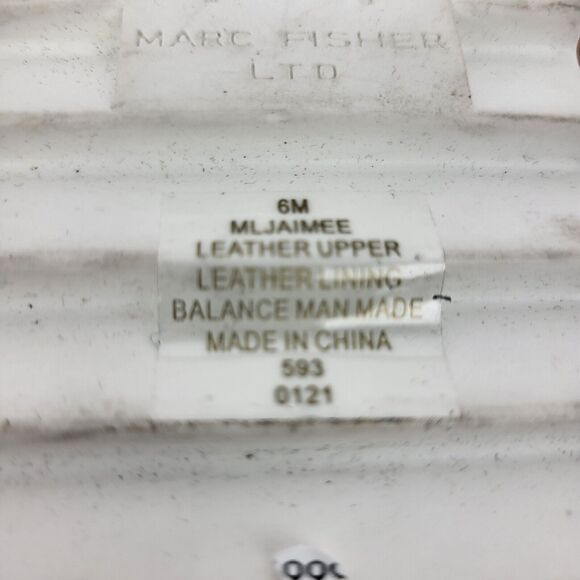 MARC FISHER
LTD
6M
MLJAIMEE
LEATHER UPPER
LEATHER LINING
BALANCE MAN MADE
MADE IN CHINA
593
0121